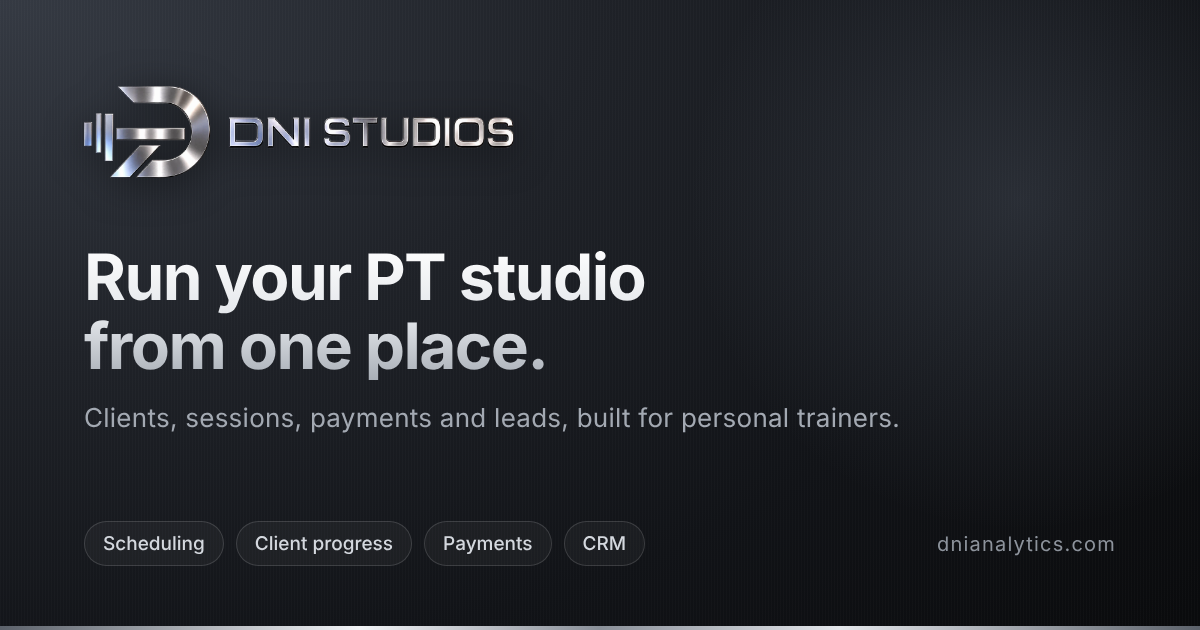 DNI STUDIOS
Run your PT studio
from one place.
Clients, sessions, payments and leads, built for personal trainers.
Scheduling
Client progress
Payments
CRM
dnianalytics.com